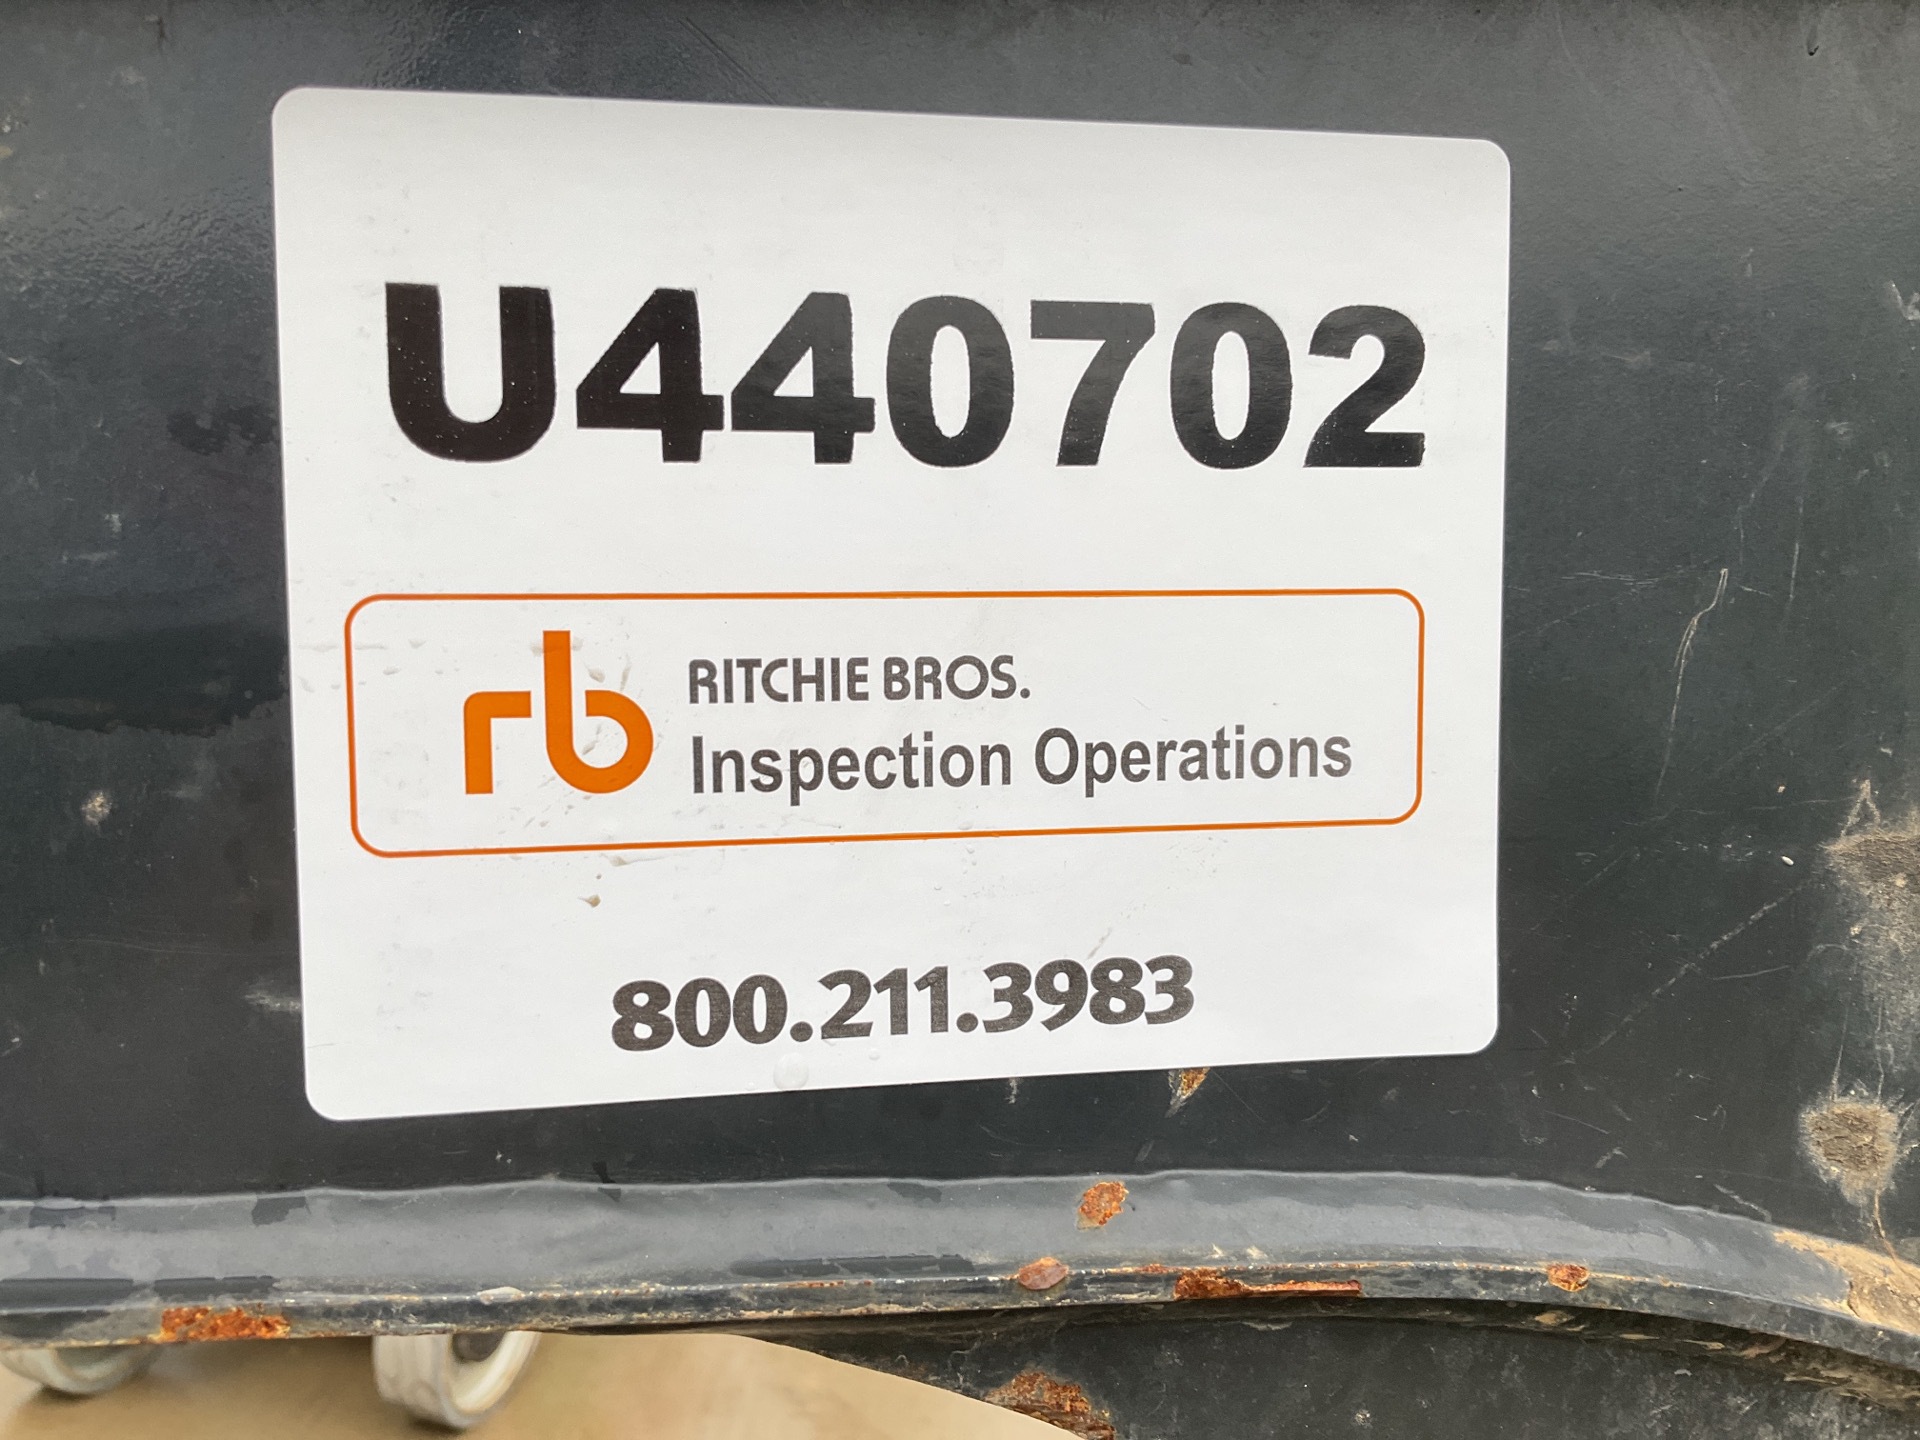 U440702
rb
RITCHIE BROS.
Inspection Operations
800.211.3983